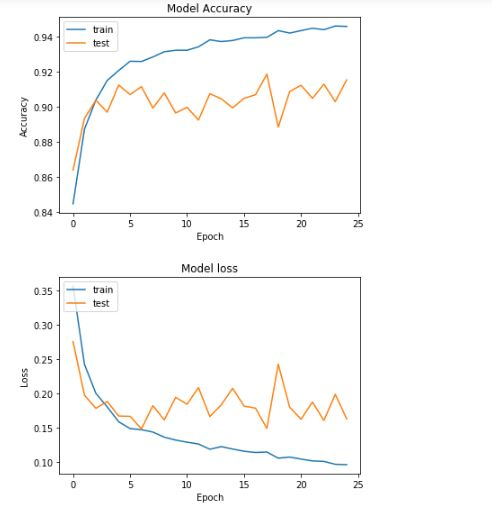 Model Accuracy
train
test
0.94
0.92
0.90
0.88
0.86
0.84
Accuracy
0 5 10 15 20 25
Epoch
Model loss
train
test
0.35
0.30
0.25
0.20
0.15
0.10
Loss
0 5 10 15 20 25
Epoch